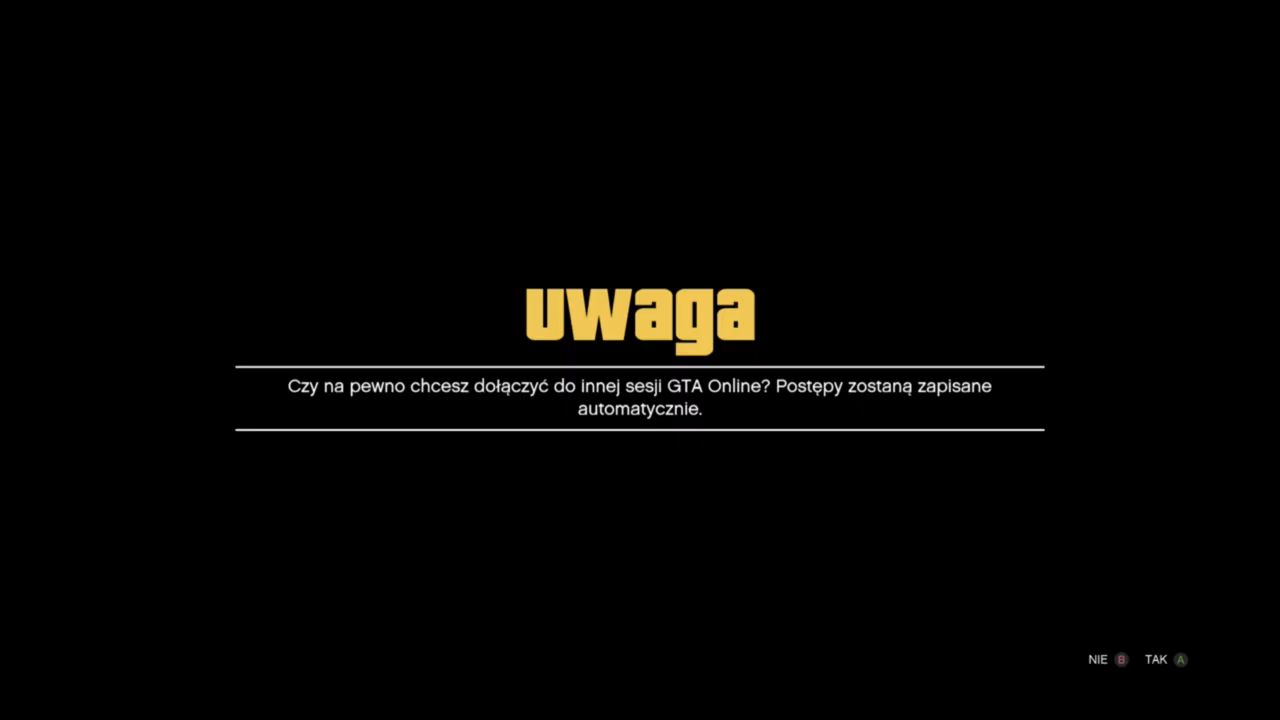 uwaga
Czy na pewno chcesz dołączyć do innej sesji GTA Online? Postępy zostaną zapisane
automatycznie.
NIE B TAK A